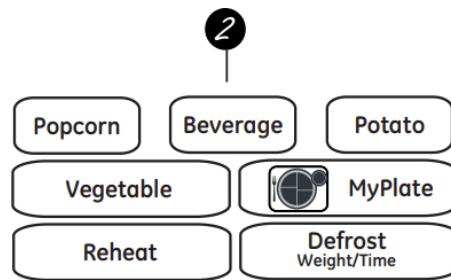 2
Popcorn Beverage Potato
Vegetable MyPlate
Reheat Defrost
Weight/Time